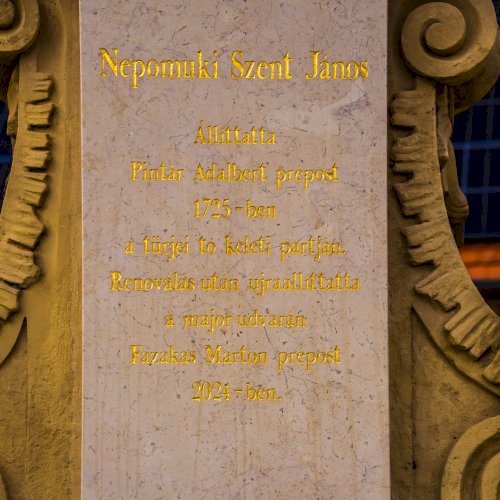 Nepomuki Szent János
Állíttatta
Pintár Adalbert prépost
1725-ben
a türjei tó keleti partján.
Renoválás után újraállíttatta
a major udvarán
Fazakas Márton prépost
2024-ben.